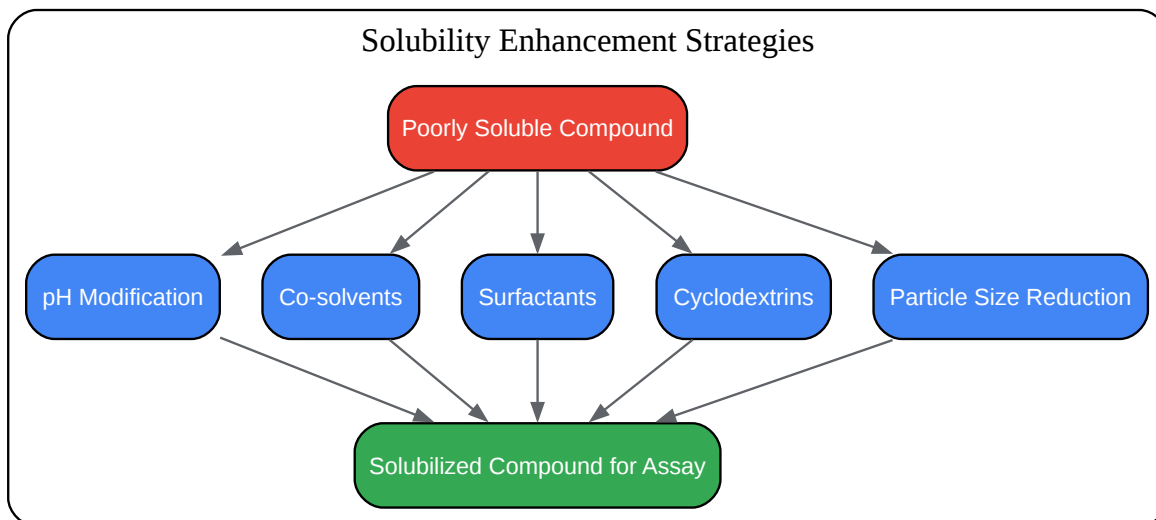 Solubility Enhancement Strategies
Poorly Soluble Compound
pH Modification
Co-solvents
Surfactants
Cyclodextrins
Particle Size Reduction
Solubilized Compound for Assay